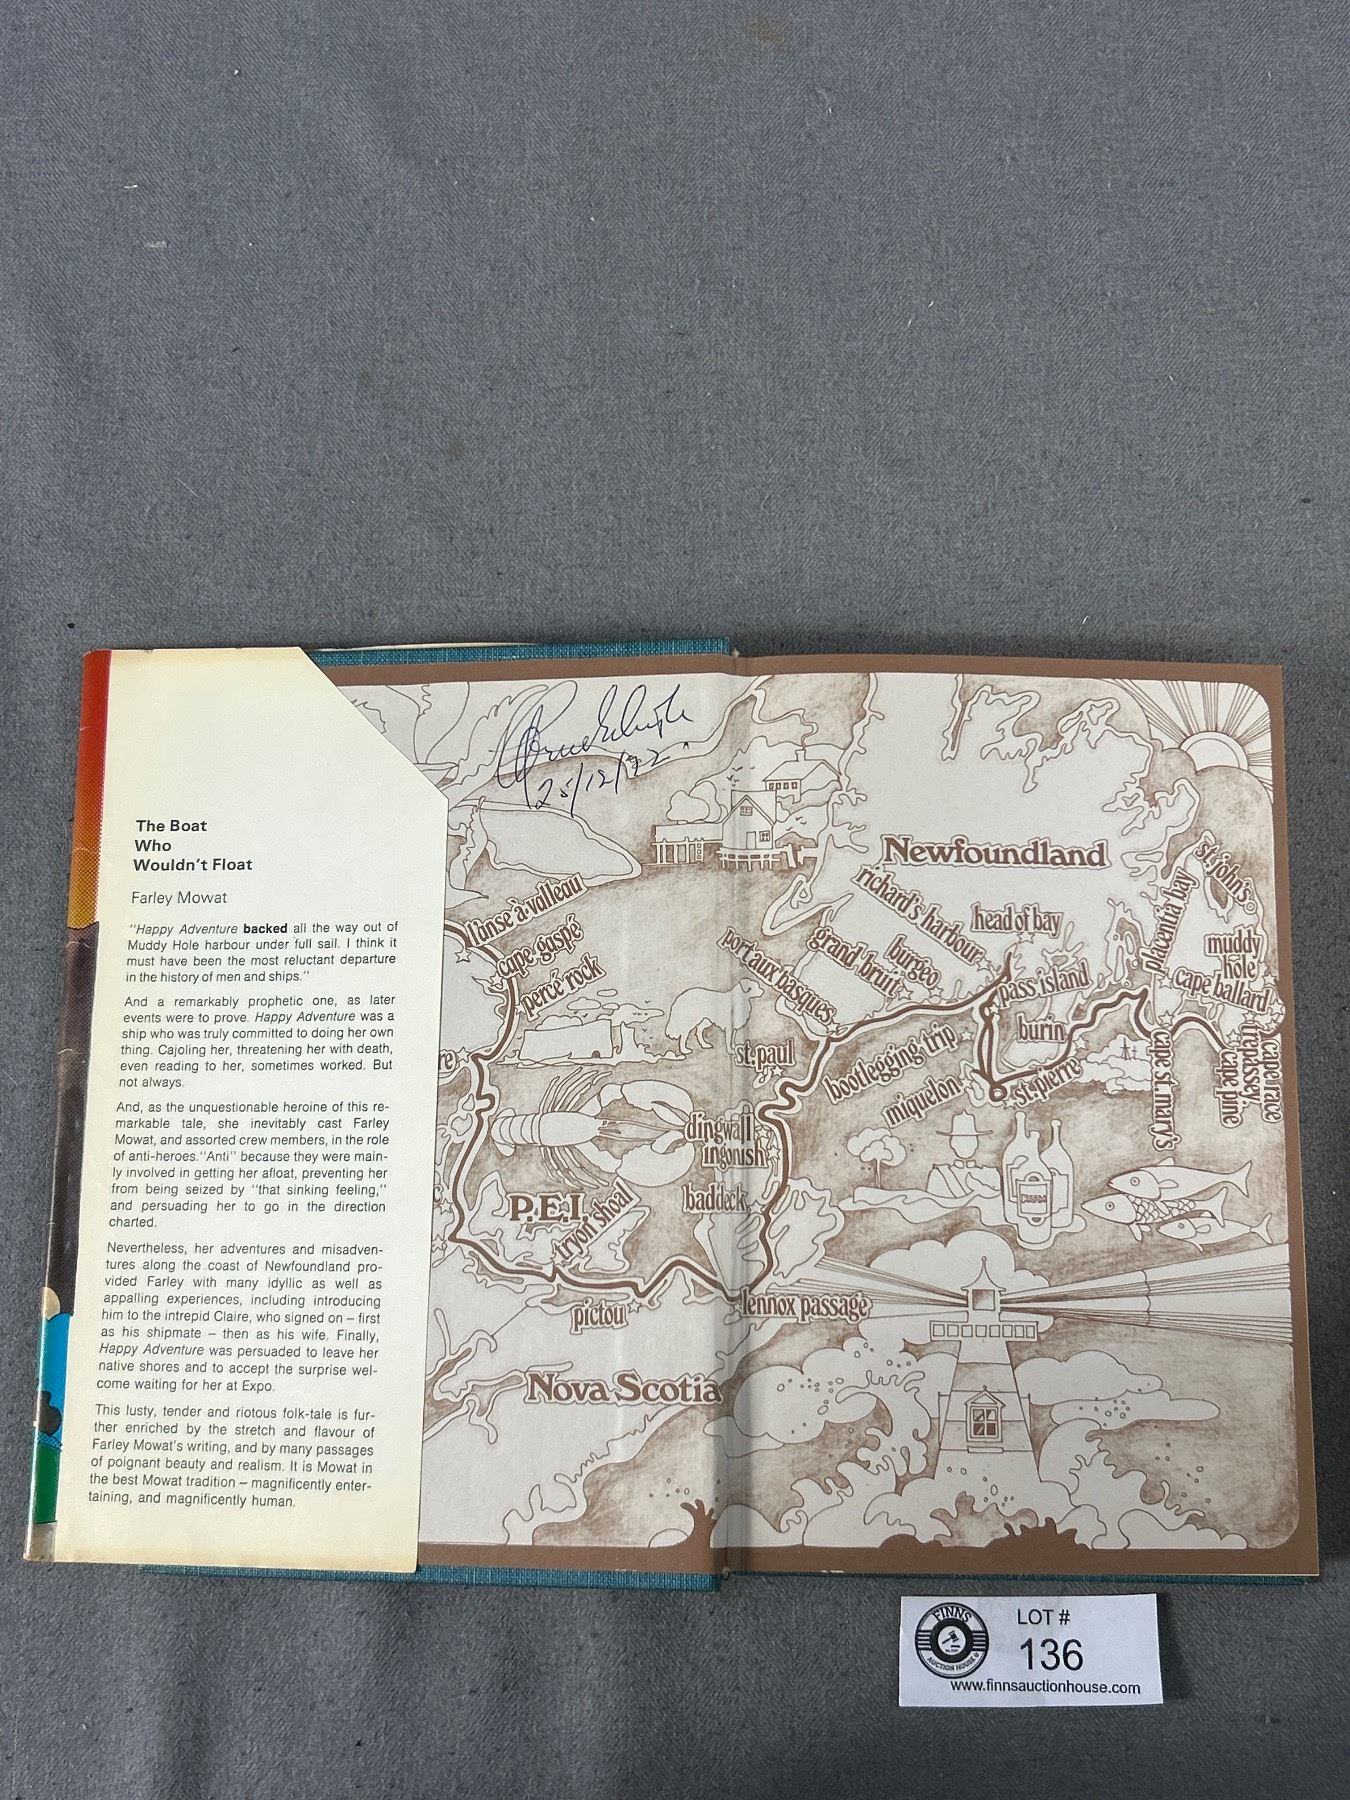 The Boat
Who
Wouldn't Float
Farley Mowat
"Happy Adventure backed all the way out of
Muddy Hole harbour under full sail. I think it
must have been the most reluctant departure
in the history of men and ships."
And a remarkably prophetic one, as later
events were to prove. Happy Adventure was a
ship who was truly committed to doing her own
thing. Cajoling her, threatening her with death,
even reading to her, sometimes worked. But
not always.
And, as the unquestionable heroine of this re-
markable tale, she inevitably cast Farley
Mowat, and assorted crew members, in the role
of anti-heroes. "Anti" because they were main-
ly involved in getting her afloat, preventing her
from being seized by "that sinking feeling,"
and persuading her to go in the direction
charted.
Nevertheless, her adventures and misadven-
tures along the coast of Newfoundland pro-
vided Farley with many idyllic as well as
appalling experiences, including introducing
him to the intrepid Claire, who signed on – first
as his shipmate – then as his wife. Finally,
Happy Adventure was persuaded to leave her
native shores and to accept the surprise wel-
come waiting for her at Expo.
This lusty, tender and riotous folk-tale is fur-
ther enriched by the stretch and flavour of
Farley Mowat's writing, and by many passages
of poignant beauty and realism. It is Mowat in
the best Mowat tradition – magnificently enter-
taining, and magnificently human.
25/12/72
l'anse à valleau
cape gaspé
percé rock
st. paul
dingwall
ingonish
baddeck
P.E.I.
tryon shoal
pictou
lennox passage
Nova Scotia
Newfoundland
richard's harbour
head of bay
burgeo
grand bruit
port aux basques
pass island
burin
bootlegging trip
miquelon
st. pierre
placentia bay
st. john's
muddy
hole
cape ballard
cape race
trepassey
cape pine
cape st. mary's
RUM
FINNS
AUCTION HOUSE
LOT #
136
www.finnsauctionhouse.com